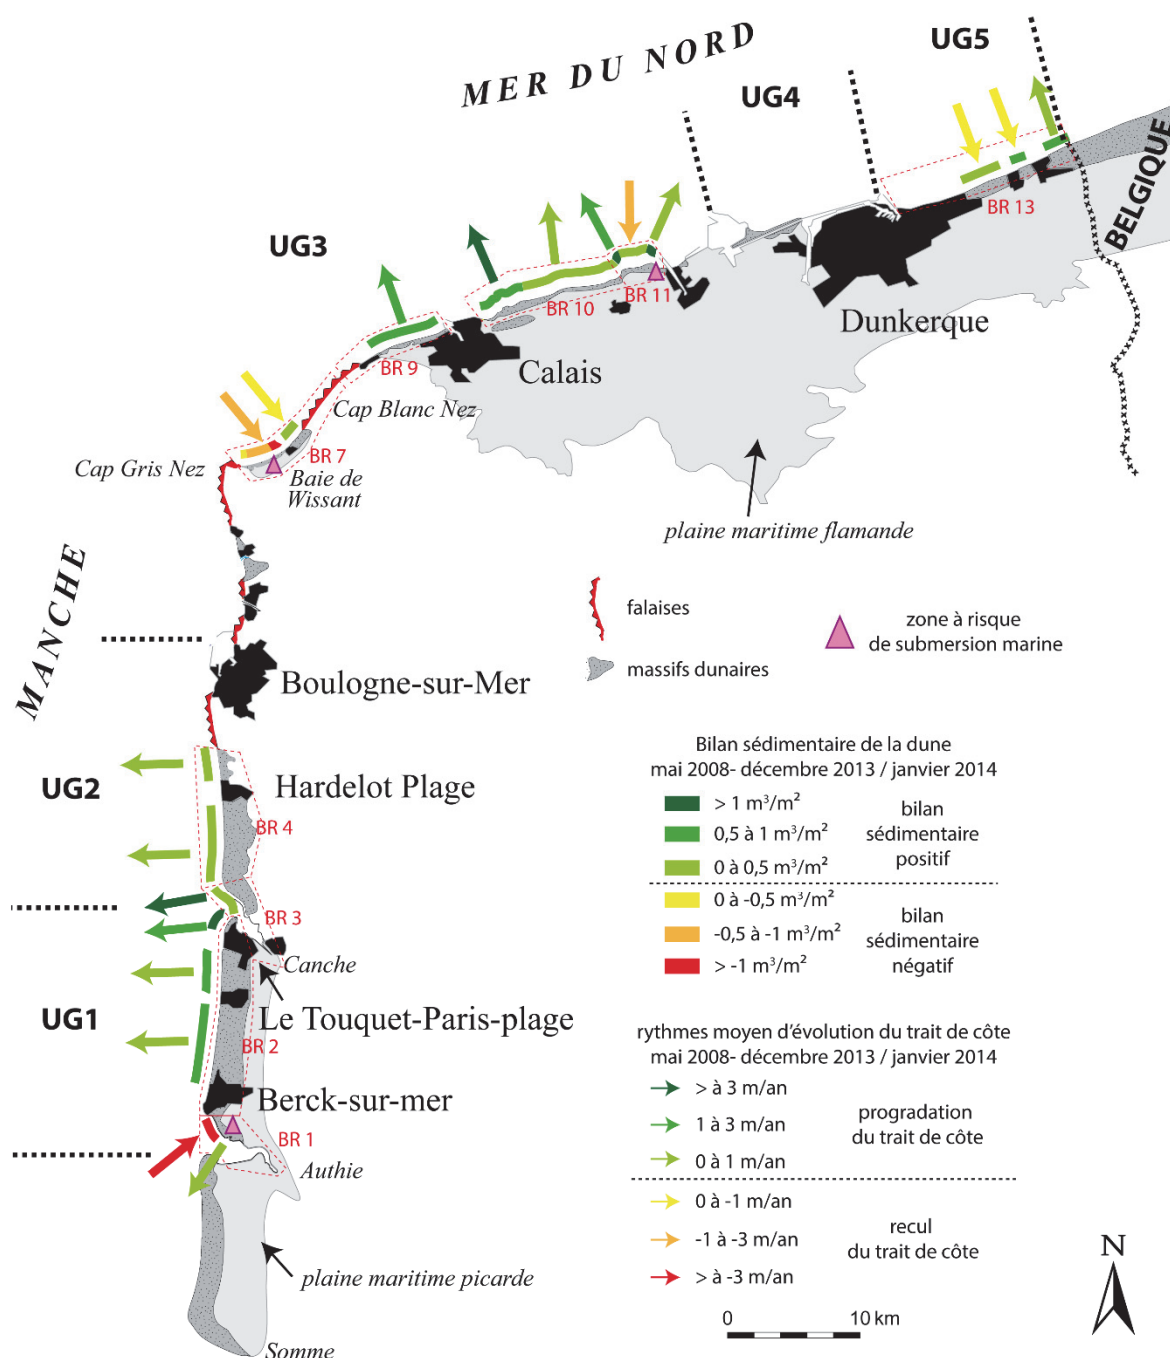 MER DU NORD
UG5
UG4
UG3
BELGIQUE
BR 13
BR 11
BR 10
Dunkerque
BR 9
Calais
Cap Blanc Nez
BR 7
Cap Gris Nez
Baie de
Wissant
plaine maritime flamande
MANCHE
falaises
massifs dunaires
zone à risque
de submersion marine
Boulogne-sur-Mer
UG2
Hardelot Plage
BR 4
BR 3
Canche
UG1
Le Touquet-Paris-plage
BR 2
Berck-sur-mer
BR 1
Authie
plaine maritime picarde
Somme
Bilan sédimentaire de la dune
mai 2008- décembre 2013 / janvier 2014
> 1 m³/m²
0,5 à 1 m³/m²
0 à 0,5 m³/m²
bilan
sédimentaire
positif
0 à -0,5 m³/m²
-0,5 à -1 m³/m²
> -1 m³/m²
bilan
sédimentaire
négatif
rythmes moyen d'évolution du trait de côte
mai 2008- décembre 2013 / janvier 2014
> à 3 m/an
1 à 3 m/an
0 à 1 m/an
progradation
du trait de côte
0 à -1 m/an
-1 à -3 m/an
> à -3 m/an
recul
du trait de côte
0 10 km
N